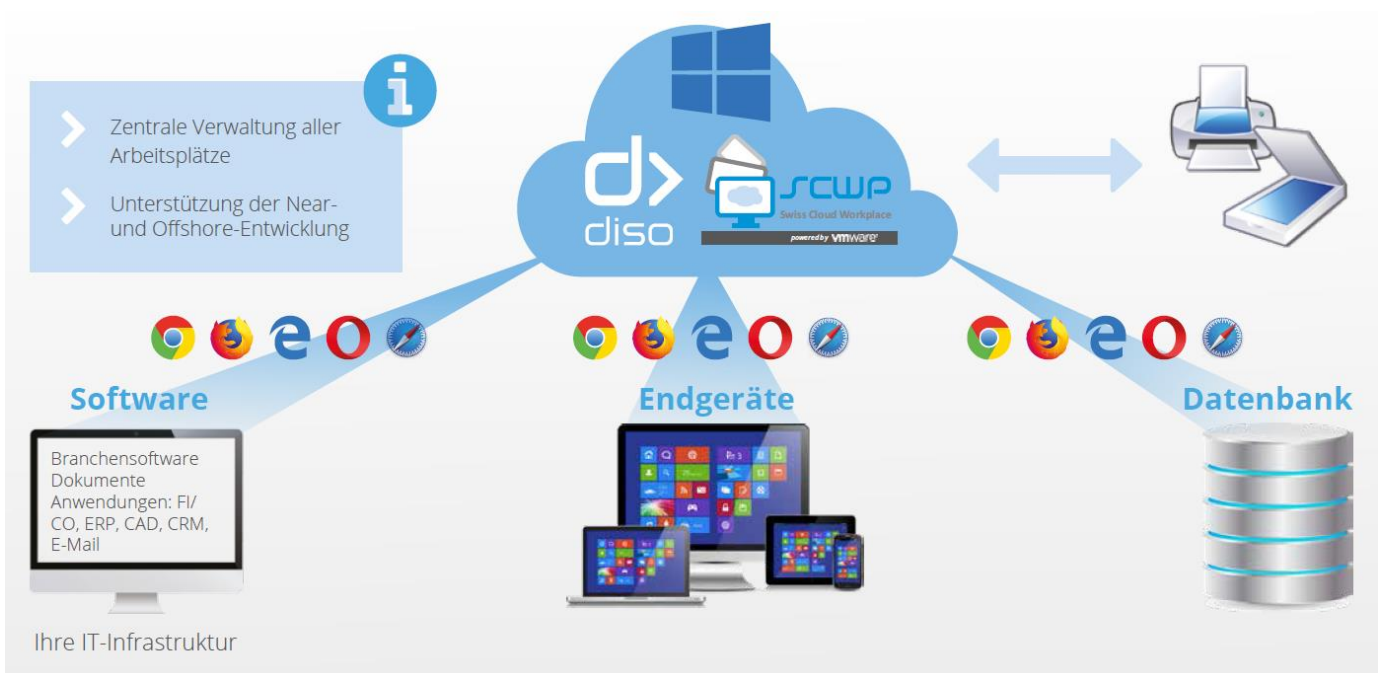 Zentrale Verwaltung aller
Arbeitsplätze
Unterstützung der Near-
und Offshore-Entwicklung
d>
diso
scwp
Swiss Cloud Workplace
powered by vmware®
Software
Endgeräte
Datenbank
Branchensoftware
Dokumente
Anwendungen: FI/
CO, ERP, CAD, CRM,
E-Mail
Ihre IT-Infrastruktur